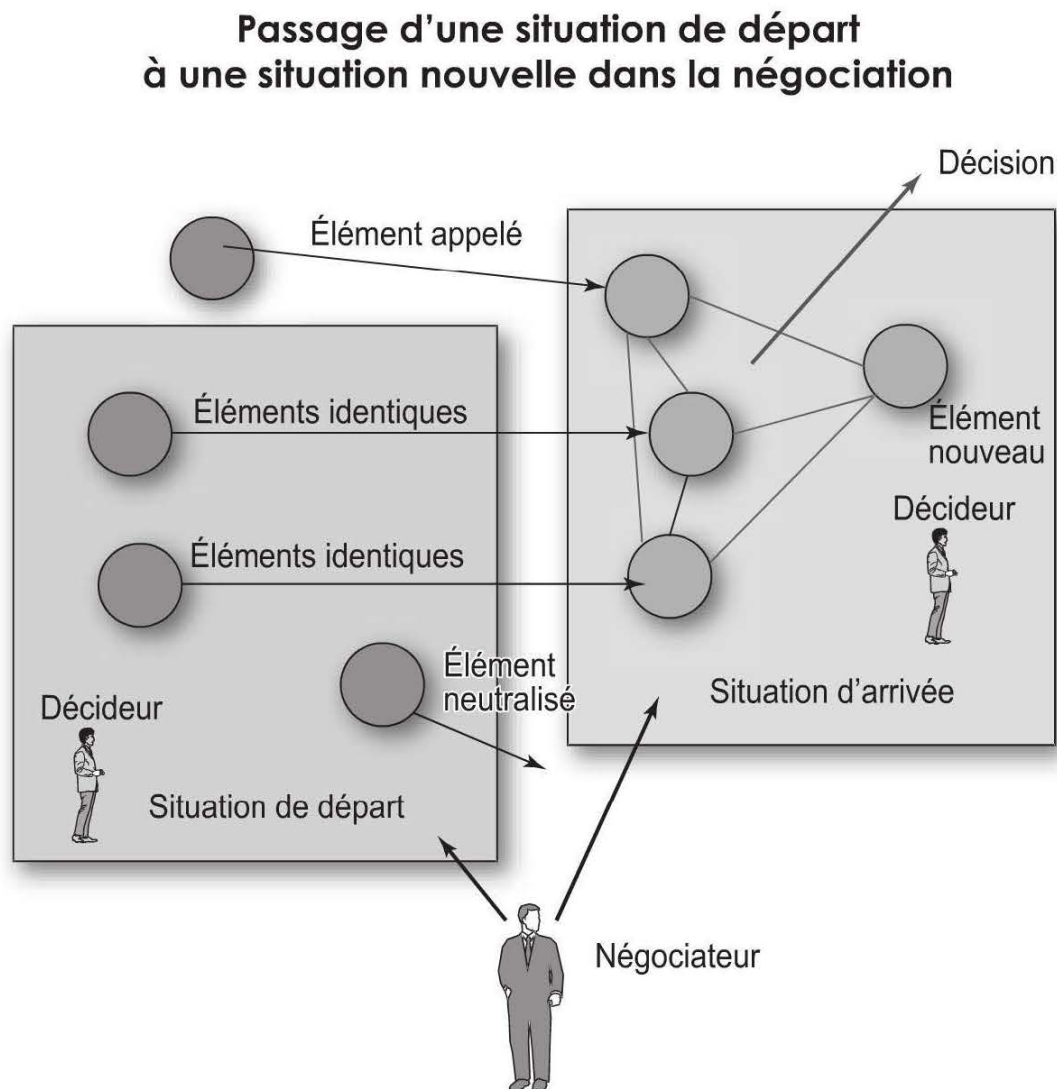 Passage d'une situation de départ
à une situation nouvelle dans la négociation
Décision
Élément appelé
Éléments identiques
Élément
nouveau
Décideur
Éléments identiques
Élément
neutralisé
Situation d'arrivée
Décideur
Situation de départ
Négociateur